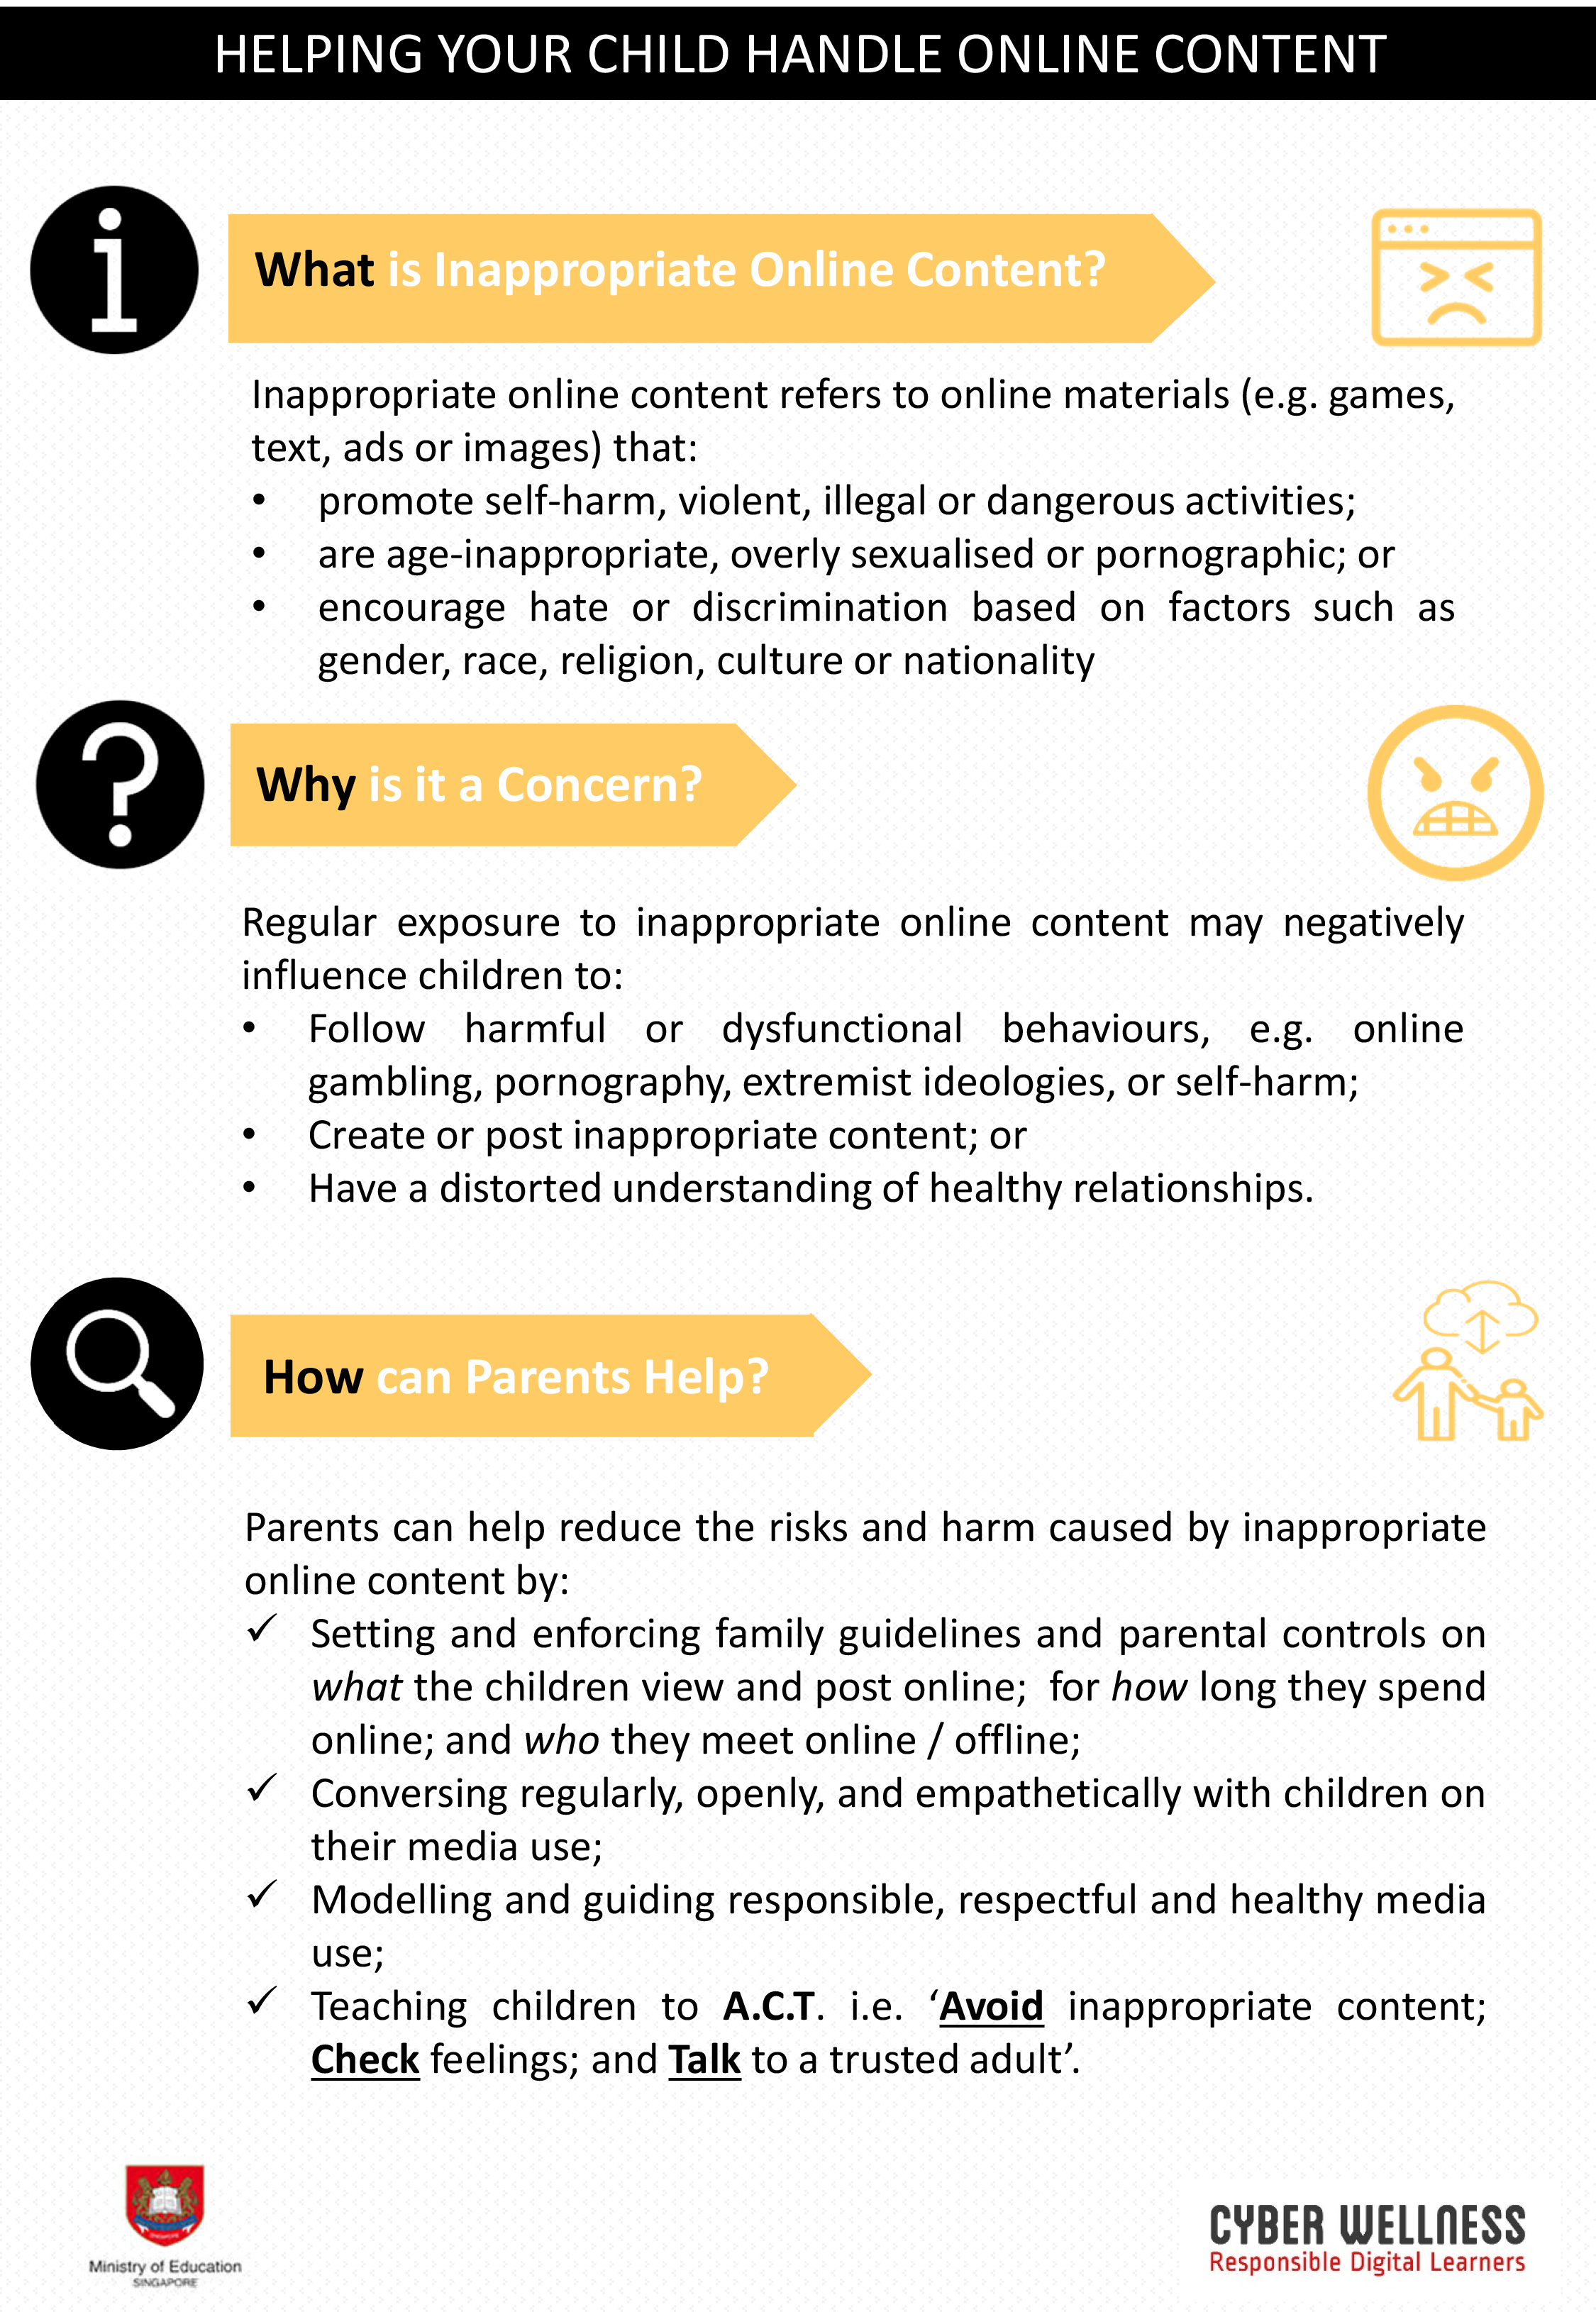 HELPING YOUR CHILD HANDLE ONLINE CONTENT
What is Inappropriate Online Content?
Inappropriate online content refers to online materials (e.g. games,
text, ads or images) that:
• promote self-harm, violent, illegal or dangerous activities;
• are age-inappropriate, overly sexualised or pornographic; or
• encourage hate or discrimination based on factors such as
gender, race, religion, culture or nationality
Why is it a Concern?
Regular exposure to inappropriate online content may negatively
influence children to:
• Follow harmful or dysfunctional behaviours, e.g. online
gambling, pornography, extremist ideologies, or self-harm;
• Create or post inappropriate content; or
• Have a distorted understanding of healthy relationships.
How can Parents Help?
Parents can help reduce the risks and harm caused by inappropriate
online content by:
✓ Setting and enforcing family guidelines and parental controls on
what the children view and post online; for how long they spend
online; and who they meet online / offline;
✓ Conversing regularly, openly, and empathetically with children on
their media use;
✓ Modelling and guiding responsible, respectful and healthy media
use;
✓ Teaching children to A.C.T. i.e. ‘Avoid inappropriate content;
Check feelings; and Talk to a trusted adult’.
Ministry of Education
SINGAPORE
CYBER WELLNESS
Responsible Digital Learners